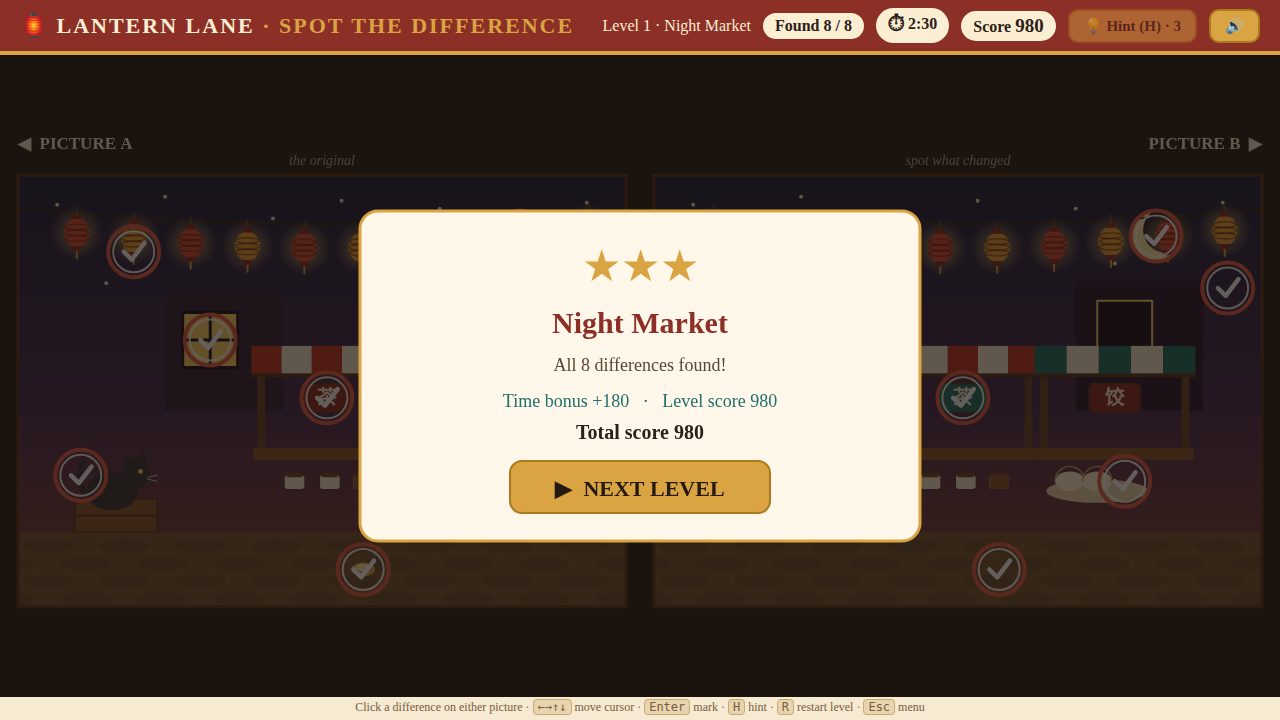 LANTERN LANE · SPOT THE DIFFERENCE
Level 1 · Night Market
Found 8 / 8
2:30
Score 980
Hint (H) · 3
◀ PICTURE A
the original
PICTURE B ▶
spot what changed
饺
★★★
Night Market
All 8 differences found!
Time bonus +180 · Level score 980
Total score 980
▶ NEXT LEVEL
Click a difference on either picture · ←→↑↓ move cursor · Enter mark · H hint · R restart level · Esc menu